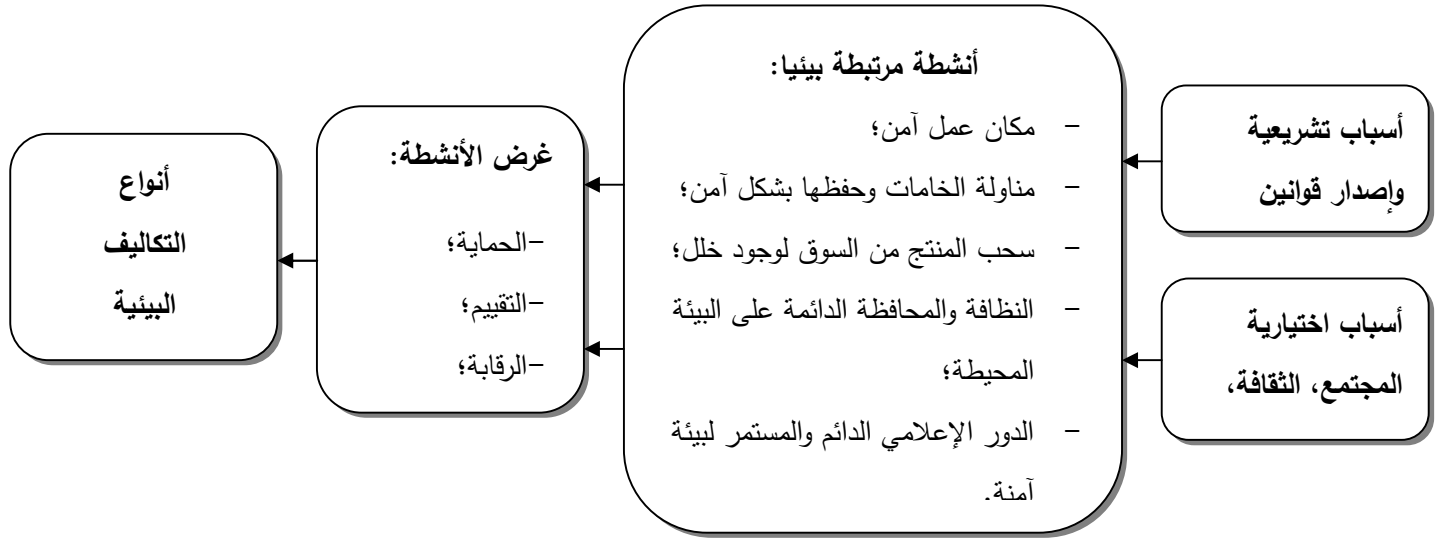 أسباب تشريعية
وإصدار قوانين
أسباب اختيارية
المجتمع، الثقافة،
أنشطة مرتبطة بيئيا:
- مكان عمل آمن؛
- مناولة الخامات وحفظها بشكل آمن؛
- سحب المنتج من السوق لوجود خلل؛
- النظافة والمحافظة الدائمة على البيئة
المحيطة؛
- الدور الإعلامي الدائم والمستمر لبيئة
آمنة.
غرض الأنشطة:
-الحماية؛
-التقييم؛
-الرقابة؛
أنواع
التكاليف
البيئية